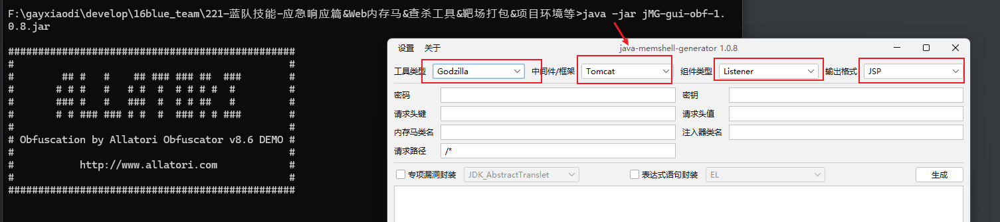 F:\gayxiaodi\develop\16blue_team\221-蓝队技能-应急响应篇&Web内存马&查杀工具&靶场打包&项目环境等>java -jar jMG-gui-obf-1.
0.8.jar
################################################
#                                              #
#        ## #   #    ## ### ### ##  ###        #
#       # # #   #   # #  #  # # # #  #         #
#       ### #   #   ###  #  # # ##   #         #
#       # # ### ### # #  #  ### # # ###        #
#                                              #
# Obfuscation by Allatori Obfuscator v8.6 DEMO #
#                                              #
#           http://www.allatori.com            #
#                                              #
################################################
设置 关于 java-memshell-generator 1.0.8
工具类型 Godzilla 中间件/框架 Tomcat 组件类型 Listener 输出格式 JSP
密码 密钥
请求头键 请求头值
内存马类名 注入器类名
请求路径 /*
专项漏洞封装 JDK_AbstractTranslet 表达式语句封装 EL 生成